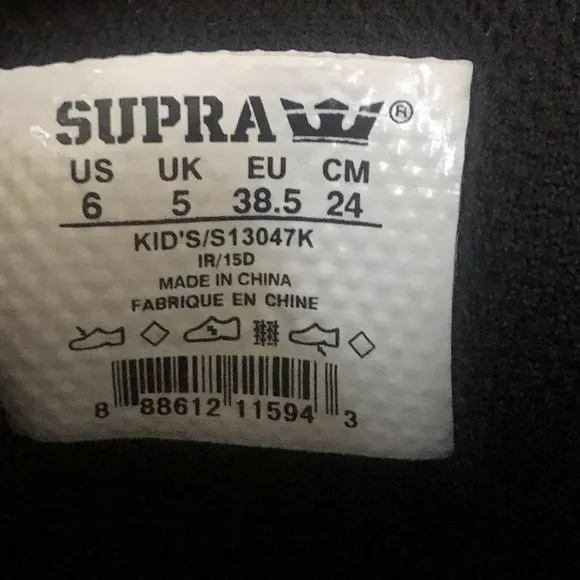 SUPRA ®
US UK EU CM
6 5 38.5 24
KID'S/S13047K
IR/15D
MADE IN CHINA
FABRIQUE EN CHINE
8 88612 11594 3